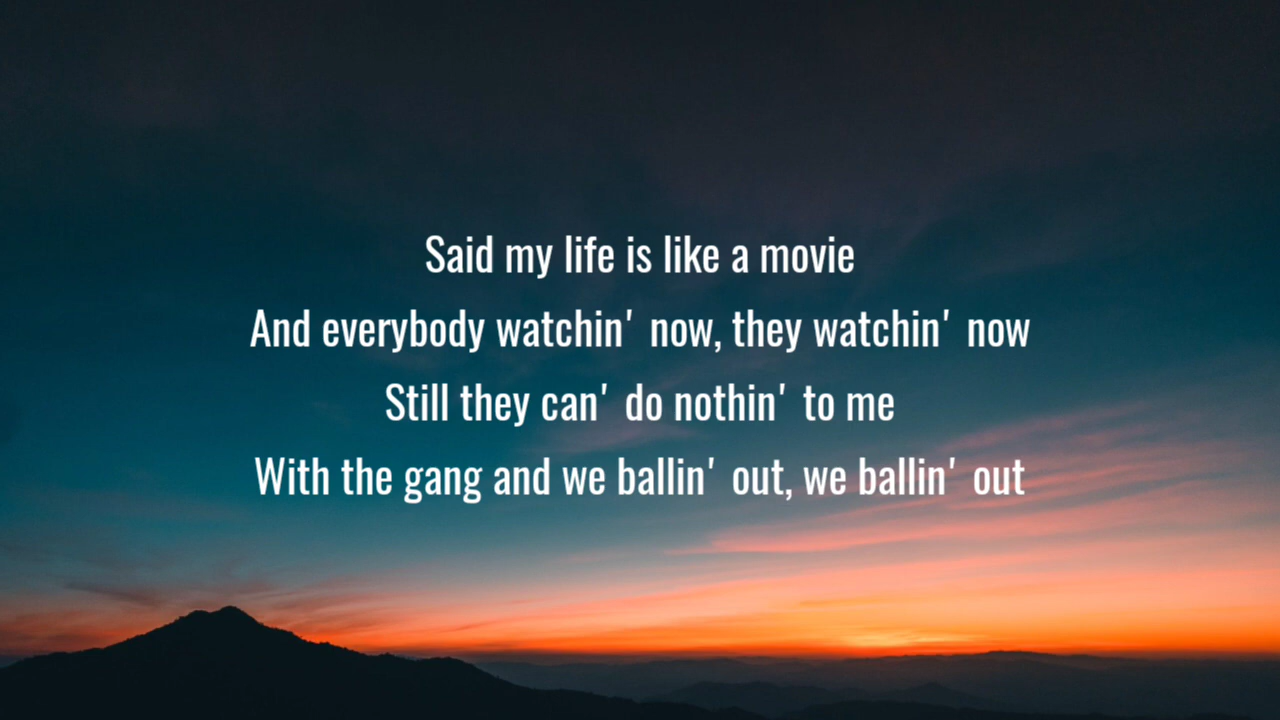 Said my life is like a movie
And everybody watchin' now, they watchin' now
Still they can' do nothin' to me
With the gang and we ballin' out, we ballin' out